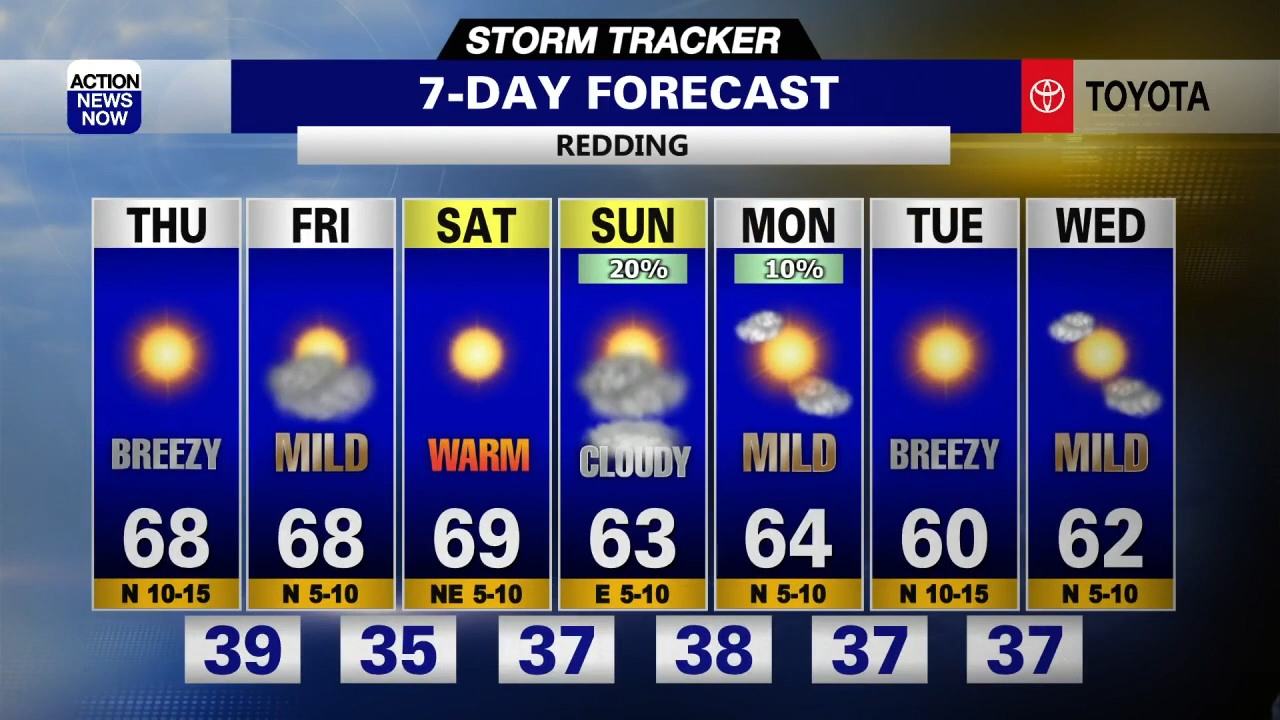 STORM TRACKER
ACTION
NEWS
NOW
7-DAY FORECAST
TOYOTA
REDDING
THU FRI SAT SUN MON TUE WED
20% 10%
BREEZY MILD WARM CLOUDY MILD BREEZY MILD
68 68 69 63 64 60 62
N 10-15 N 5-10 NE 5-10 E 5-10 N 5-10 N 10-15 N 5-10
39 35 37 38 37 37